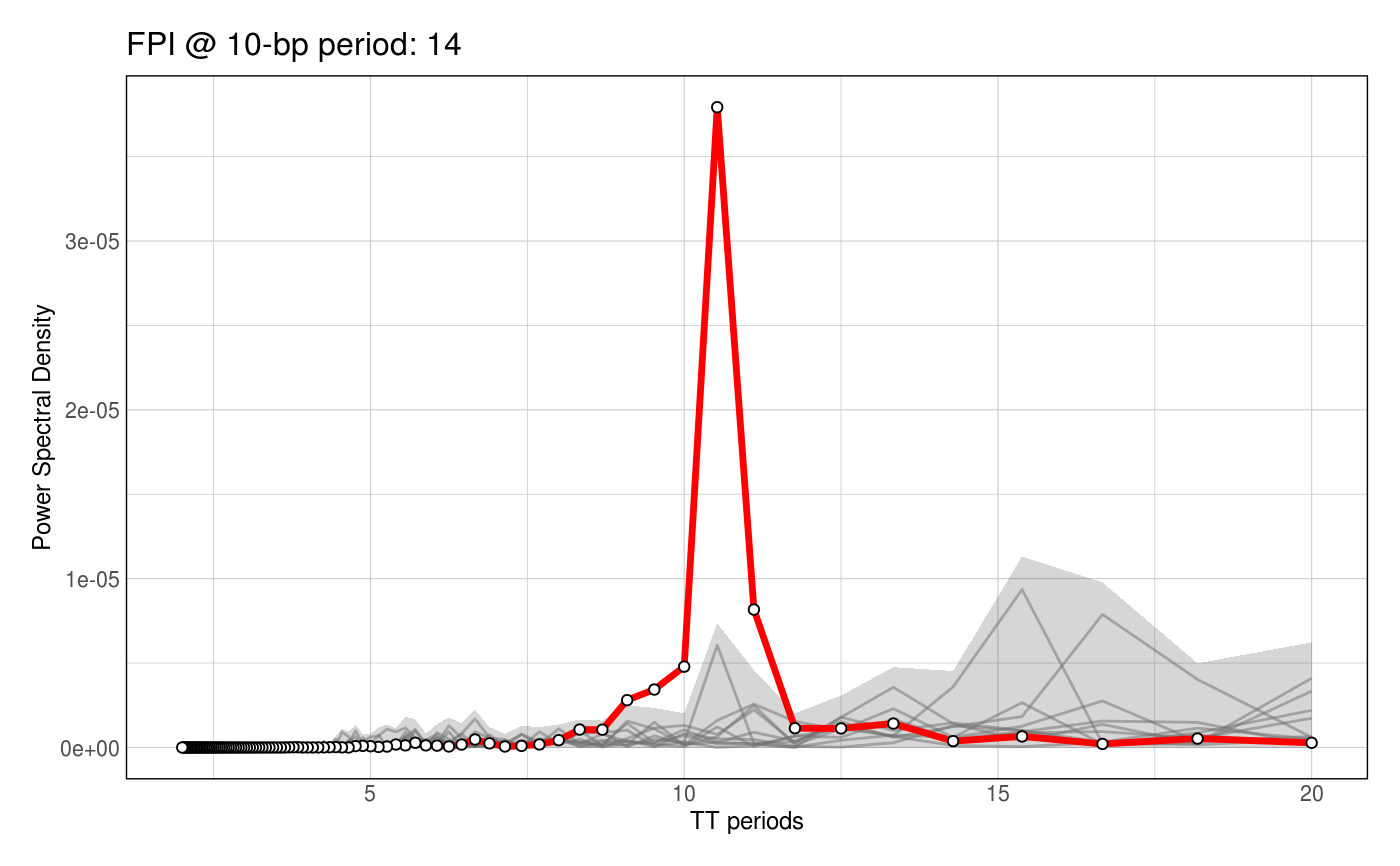 FPI @ 10-bp period: 14
Power Spectral Density
3e-05
2e-05
1e-05
0e+00
5
10
15
20
TT periods